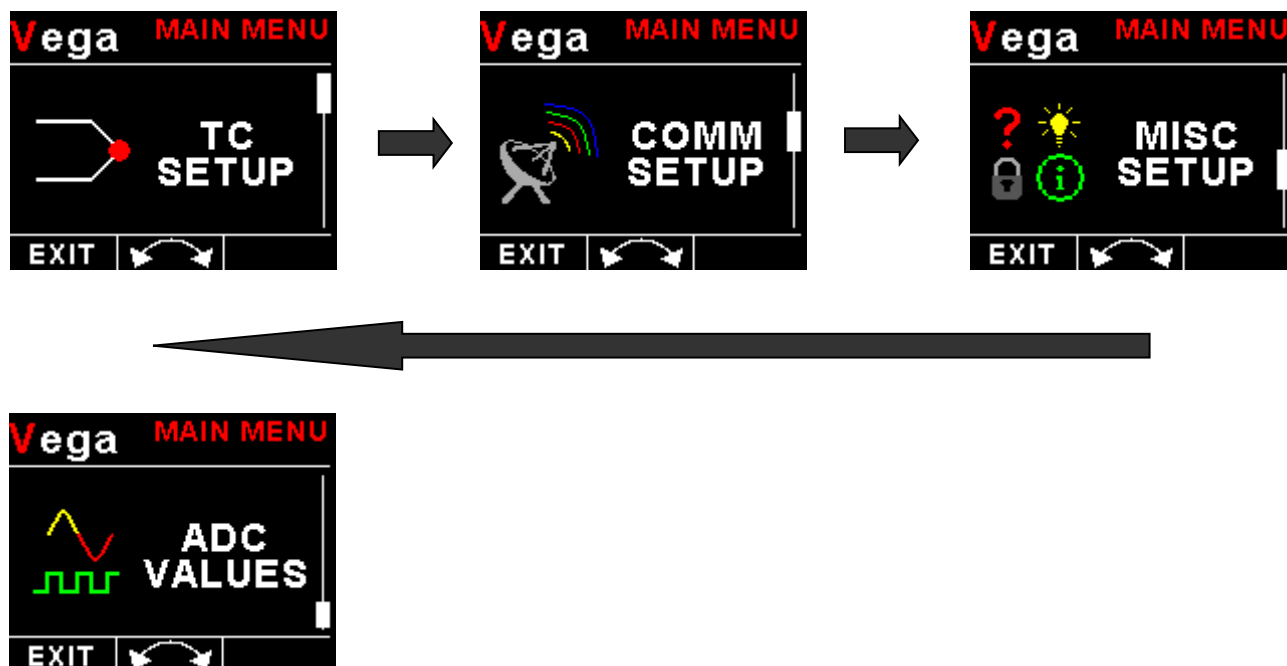 Vega MAIN MENU
TC
SETUP
EXIT
Vega MAIN MENU
COMM
SETUP
EXIT
Vega MAIN MENU
? MISC
i SETUP
EXIT
Vega MAIN MENU
ADC
VALUES
EXIT